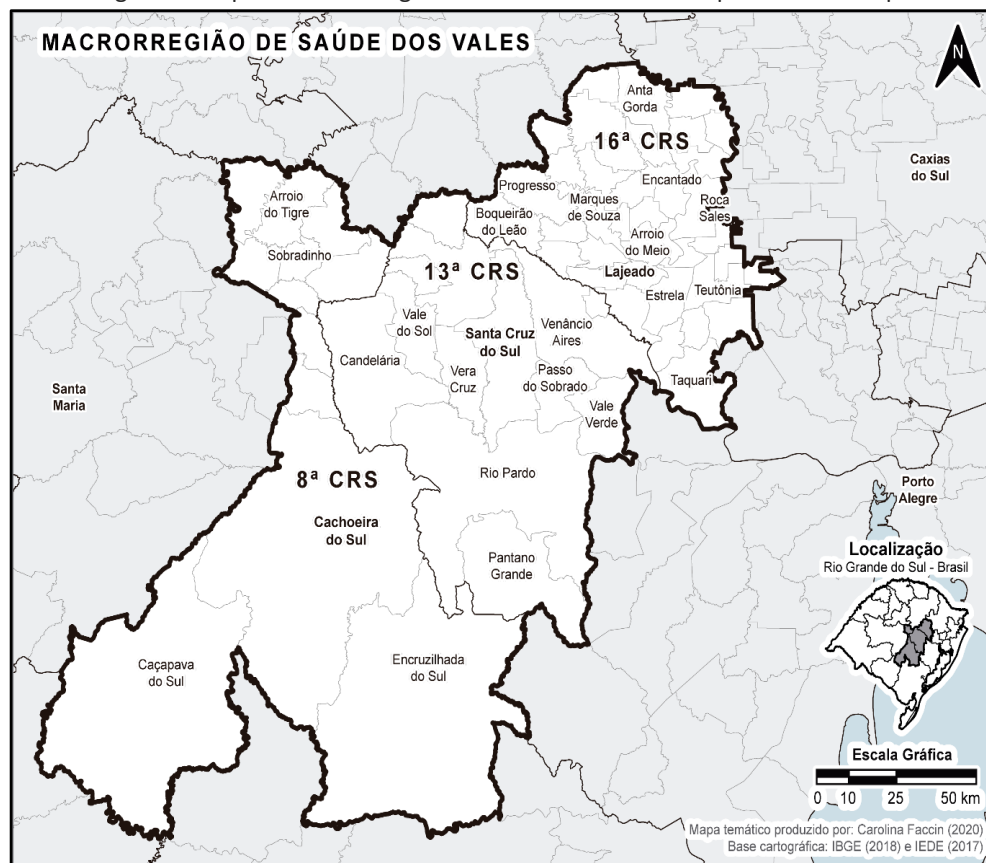 MACRORREGIÃO DE SAÚDE DOS VALES
N
Anta
Gorda
16ª CRS
Caxias
do Sul
Encantado
Progresso
Marques
de Souza
Roca
Sales
Arroio
do Tigre
Boqueirão
do Leão
Arroio
do Meio
Sobradinho
13ª CRS
Lajeado
Estrela
Teutônia
Vale
do Sol
Santa Cruz
do Sul
Venâncio
Aires
Candelária
Vera
Cruz
Passo
do Sobrado
Taquari
Santa
Maria
Vale
Verde
8ª CRS
Rio Pardo
Porto
Alegre
Cachoeira
do Sul
Pantano
Grande
Localização
Rio Grande do Sul - Brasil
Caçapava
do Sul
Encruzilhada
do Sul
Escala Gráfica
0 10 25 50 km
Mapa temático produzido por: Carolina Faccin (2020)
Base cartográfica: IBGE (2018) e IEDE (2017)